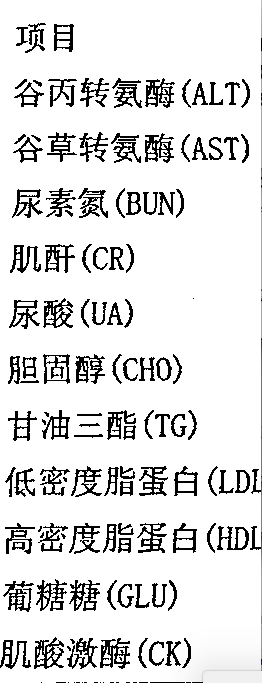 项目
谷丙转氨酶(ALT)
谷草转氨酶(AST)
尿素氮(BUN)
肌酐(CR)
尿酸(UA)
胆固醇(CHO)
甘油三酯(TG)
低密度脂蛋白(LDL
高密度脂蛋白(HDL
葡糖糖(GLU)
肌酸激酶(CK)